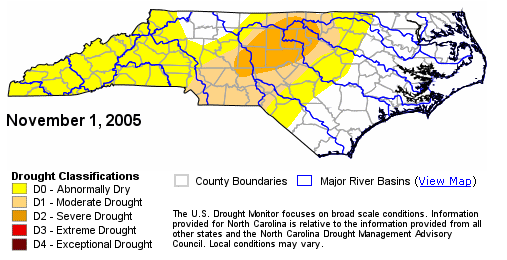 November 1, 2005
Drought Classifications
D0 - Abnormally Dry
D1 - Moderate Drought
D2 - Severe Drought
D3 - Extreme Drought
D4 - Exceptional Drought
County Boundaries
Major River Basins (View Map)
The U.S. Drought Monitor focuses on broad scale conditions. Information
provided for North Carolina is relative to the information provided from all
other states and the North Carolina Drought Management Advisory
Council. Local conditions may vary.